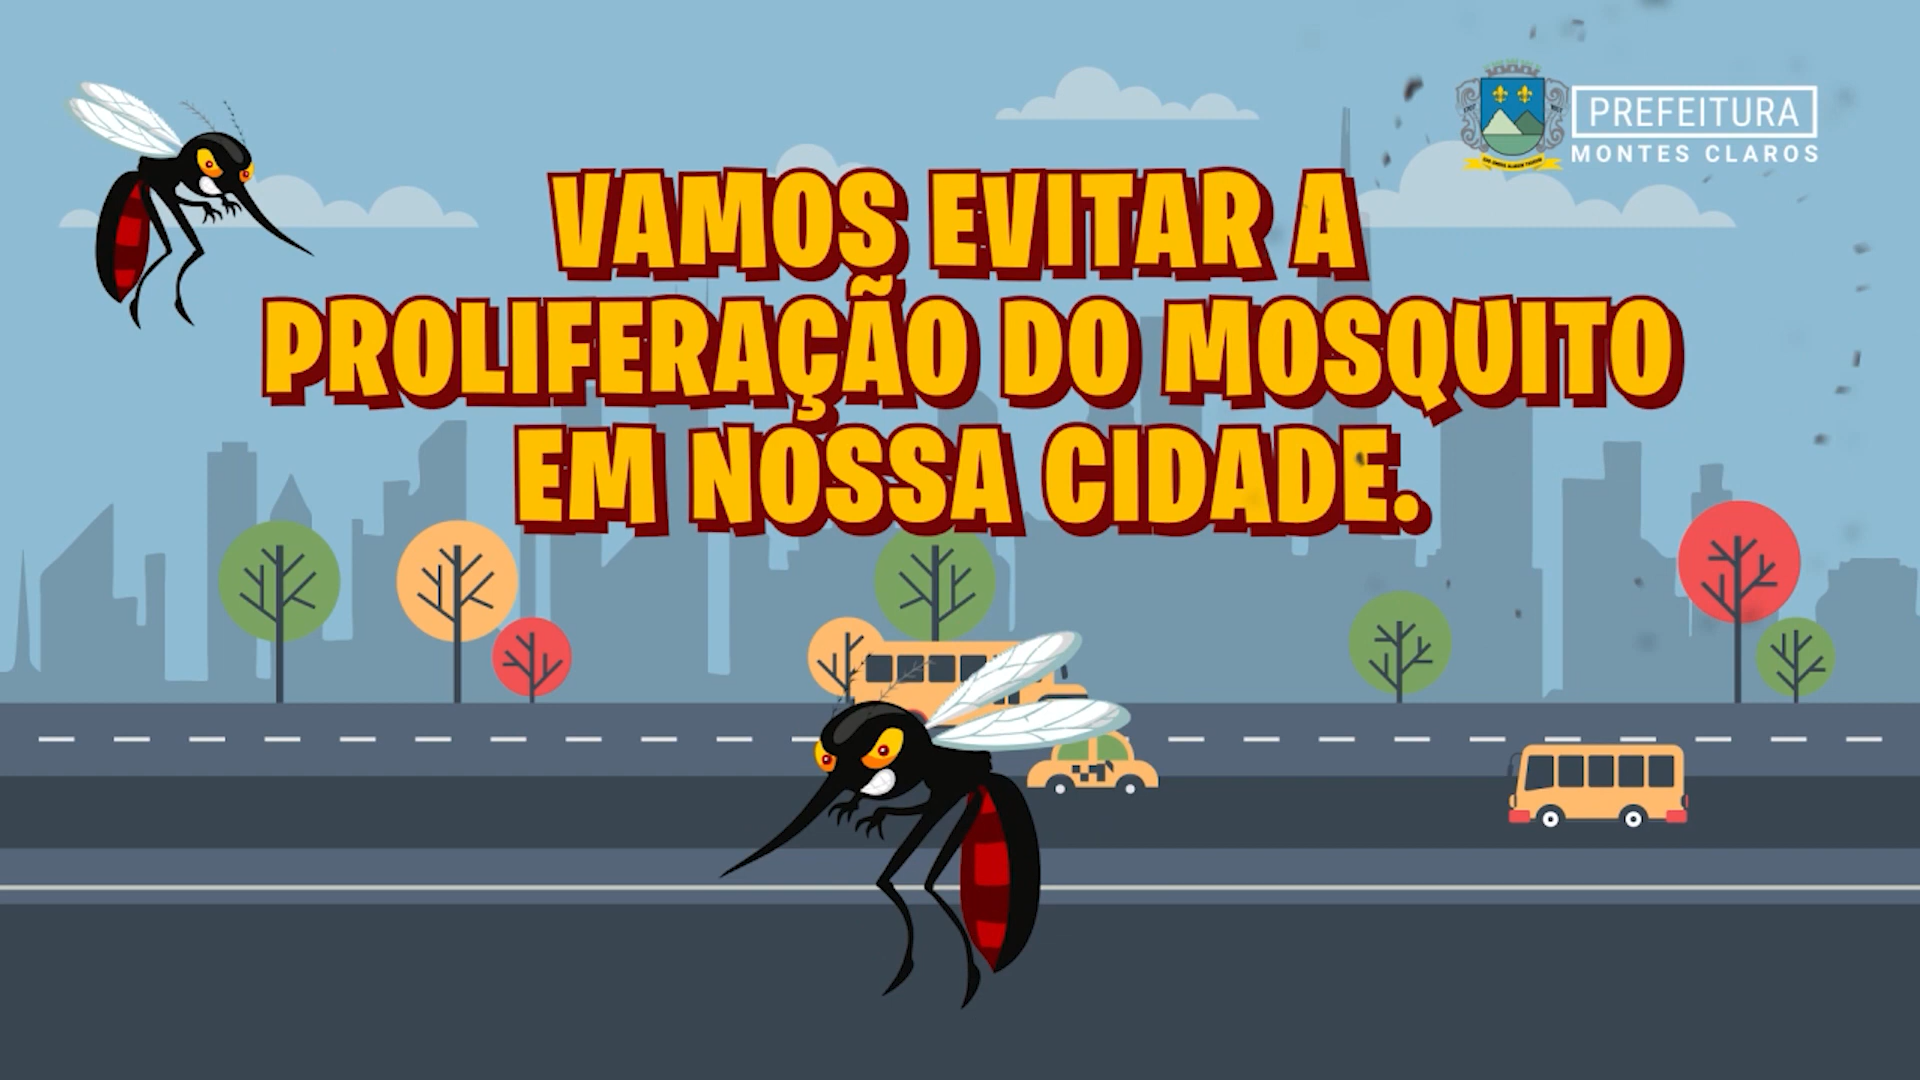 PREFEITURA
MONTES CLAROS
VAMOS EVITAR A
PROLIFERAÇÃO DO MOSQUITO
EM NOSSA CIDADE.